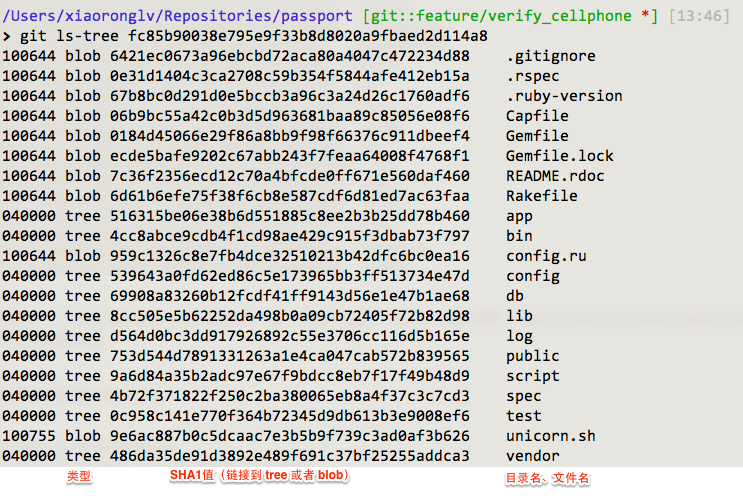 /Users/xiaoronglv/Repositories/passport [git::feature/verify_cellphone *] [13:46]
> git ls-tree fc85b90038e795e9f33b8d8020a9fbaed2d114a8
100644 blob 6421ec0673a96ebcbd72aca80a4047c472234d88 .gitignore
100644 blob 0e31d1404c3ca2708c59b354f5844afe412eb15a .rspec
100644 blob 67b8bc0d291d0e5bccb3a96c3a24d26c1760adf6 .ruby-version
100644 blob 06b9bc55a42c0b3d5d963681baa89c85056e08f6 Capfile
100644 blob 0184d45066e29f86a8bb9f98f66376c911dbeef4 Gemfile
100644 blob ecde5bafe9202c67abb243f7feaa64008f4768f1 Gemfile.lock
100644 blob 7c36f2356ecd12c70a4bfcde0ff671e560daf460 README.rdoc
100644 blob 6d61b6efe75f38f6cb8e587cdf6d81ed7ac63faa Rakefile
040000 tree 516315be06e38b6d551885c8ee2b3b25dd78b460 app
040000 tree 4cc8abce9cdb4f1cd98ae429c915f3dbab73f797 bin
100644 blob 959c1326c8e7fb4dce32510213b42dfc6bc0ea16 config.ru
040000 tree 539643a0fd62ed86c5e173965bb3ff513734e47d config
040000 tree 69908a83260b12fcdf41ff9143d56e1e47b1ae68 db
040000 tree 8cc505e5b62252da498b0a09cb72405f72b82d98 lib
040000 tree d564d0bc3dd917926892c55e3706cc116d5b165e log
040000 tree 753d544d7891331263a1e4ca047cab572b839565 public
040000 tree 9a6d84a35b2adc97e67f9bdcc8eb7f17f49b48d9 script
040000 tree 4b72f371822f250c2ba380065eb8a4f37c3c7cd3 spec
040000 tree 0c958c141e770f364b72345d9db613b3e9008ef6 test
100755 blob 9e6ac887b0c5dcaac7e3b5b9f739c3ad0af3b626 unicorn.sh
040000 tree 486da35de91d3892e489f691c37bf25255addca3 vendor
类型 SHA1值（链接到 tree 或者 blob） 目录名、文件名